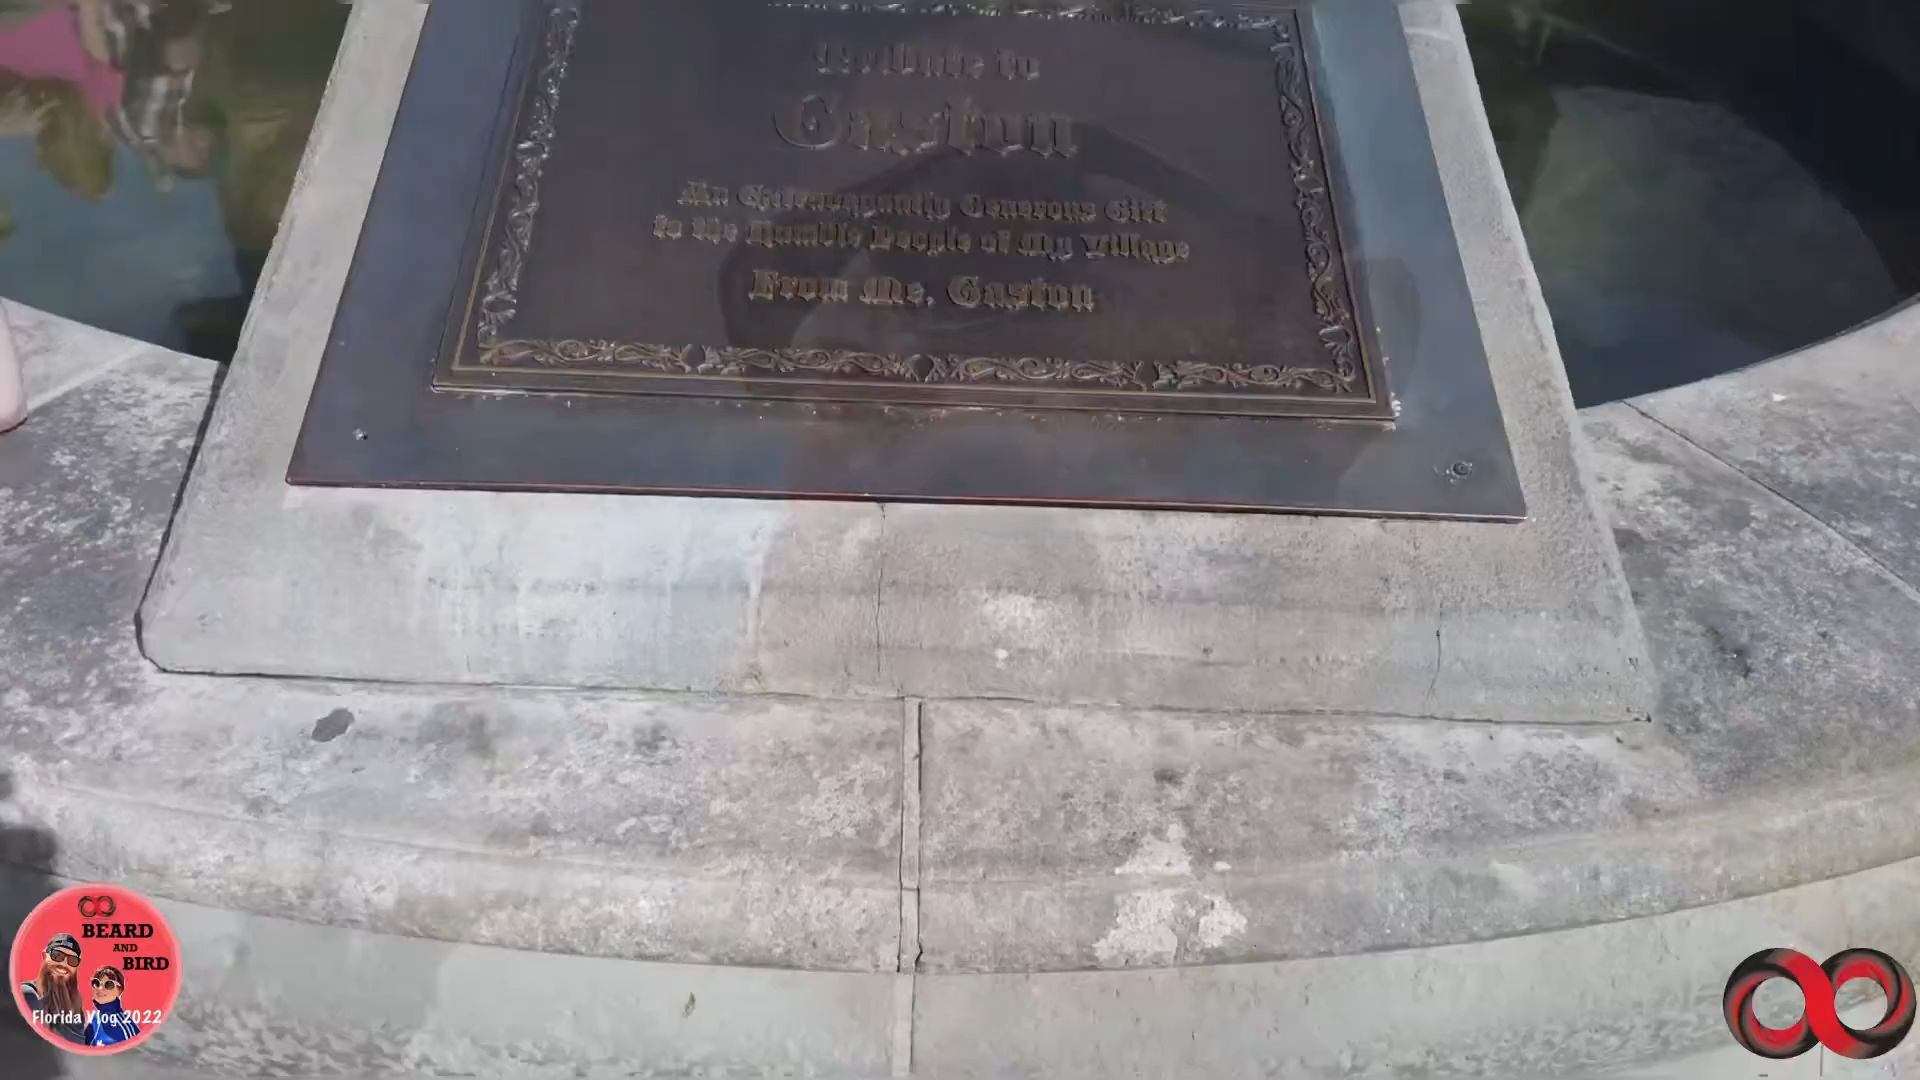 Tribute to
Gaston
An Extravagantly Generous Gift
to the Humble People of My Village
From Me, Gaston
BEARD
AND
BIRD
Florida Vlog 2022